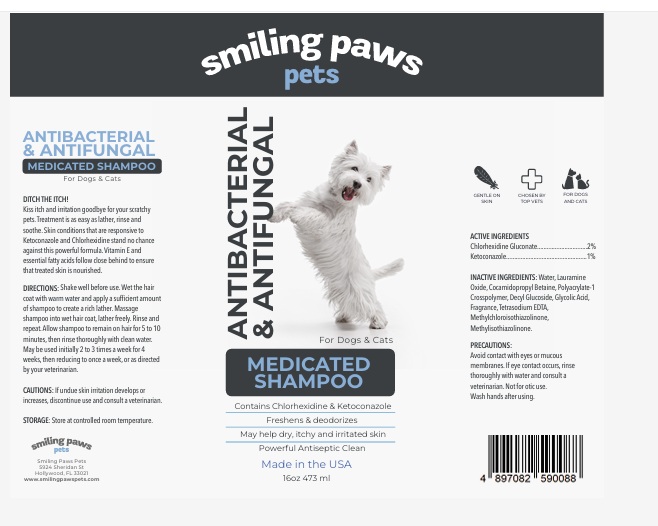 smiling paws
pets
ANTIBACTERIAL
& ANTIFUNGAL
MEDICATED SHAMPOO
For Dogs & Cats
DITCH THE ITCH!
Kiss itch and irritation goodbye for your scratchy
pets. Treatment is as easy as lather, rinse and
soothe. Skin conditions that are responsive to
Ketoconazole and Chlorhexidine stand no chance
against this powerful formula. Vitamin E and
essential fatty acids follow close behind to ensure
that treated skin is nourished.
DIRECTIONS: Shake well before use. Wet the hair
coat with warm water and apply a sufficient amount
of shampoo to create a rich lather. Massage
shampoo into wet hair coat, lather freely. Rinse and
repeat. Allow shampoo to remain on hair for 5 to 10
minutes, then rinse thoroughly with clean water.
May be used initially 2 to 3 times a week for 4
weeks, then reducing to once a week, or as directed
by your veterinarian.
CAUTIONS: If undue skin irritation develops or
increases, discontinue use and consult a veterinarian.
STORAGE: Store at controlled room temperature.
smiling paws
pets
Smiling Paws Pets
5924 Sheridan St
Hollywood, FL 33021
www.smilingpawspets.com
ANTIBACTERIAL
& ANTIFUNGAL
For Dogs & Cats
MEDICATED
SHAMPOO
Contains Chlorhexidine & Ketoconazole
Freshens & deodorizes
May help dry, itchy and irritated skin
Powerful Antiseptic Clean
Made in the USA
16oz 473 ml
GENTLE ON
SKIN
CHOSEN BY
TOP VETS
FOR DOGS
AND CATS
ACTIVE INGREDIENTS
Chlorhexidine Gluconate..........................2%
Ketoconazole..........................................1%
INACTIVE INGREDIENTS: Water, Lauramine
Oxide, Cocamidopropyl Betaine, Polyacrylate-1
Crosspolymer, Decyl Glucoside, Glycolic Acid,
Fragrance, Tetrasodium EDTA,
Methylchloroisothiazolinone,
Methylisothiazolinone.
PRECAUTIONS:
Avoid contact with eyes or mucous
membranes. If eye contact occurs, rinse
thoroughly with water and consult a
veterinarian. Not for otic use.
Wash hands after using.
4 897082 590088